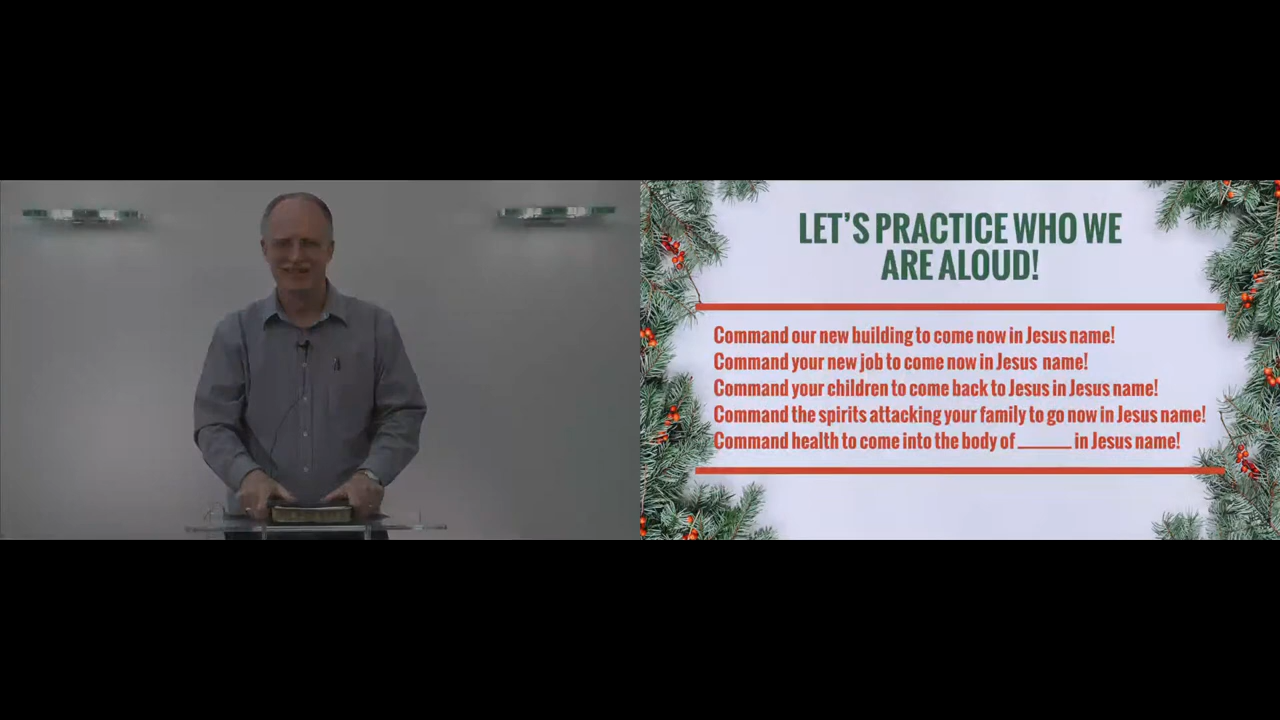 LET'S PRACTICE WHO WE
ARE ALOUD!
Command our new building to come now in Jesus name!
Command your new job to come now in Jesus name!
Command your children to come back to Jesus in Jesus name!
Command the spirits attacking your family to go now in Jesus name!
Command health to come into the body of ______ in Jesus name!